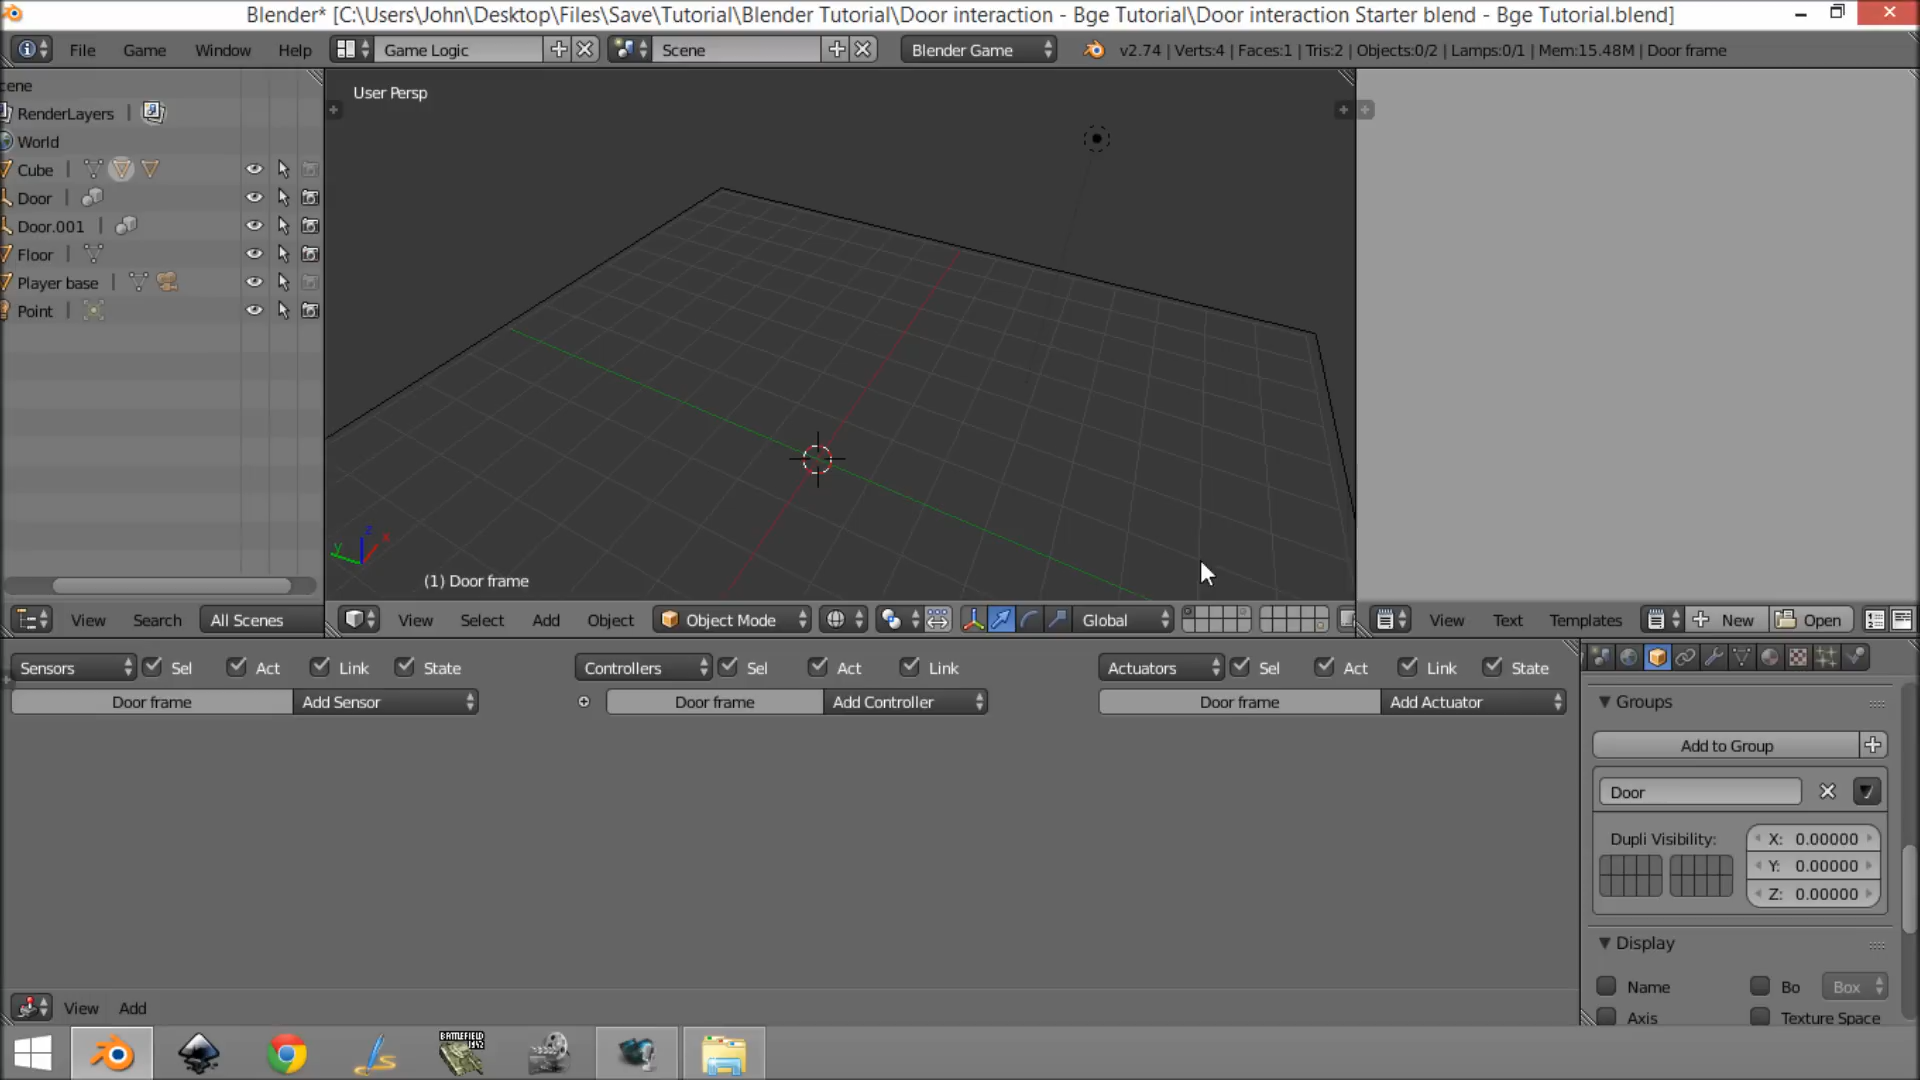 Blender* [C:\Users\John\Desktop\Files\Save\Tutorial\Blender Tutorial\Door interaction - Bge Tutorial\Door interaction Starter blend - Bge Tutorial.blend]
File Game Window Help Game Logic Scene Blender Game v2.74 | Verts:4 | Faces:1 | Tris:2 | Objects:0/2 | Lamps:0/1 | Mem:15.48M | Door frame
cene
RenderLayers
World
Cube
Door
Door.001
Floor
Player base
Point
User Persp
z
y x
(1) Door frame
View Search All Scenes
View Select Add Object Object Mode Global
View Text Templates New Open
Sensors Sel Act Link State
Door frame Add Sensor
Controllers Sel Act Link
Door frame Add Controller
Actuators Sel Act Link State
Door frame Add Actuator
Groups
Add to Group
Door
Dupli Visibility: X: 0.00000
Y: 0.00000
Z: 0.00000
Display
Name Bo Box
Axis Texture Space
View Add
BATTLEFIELD
1942